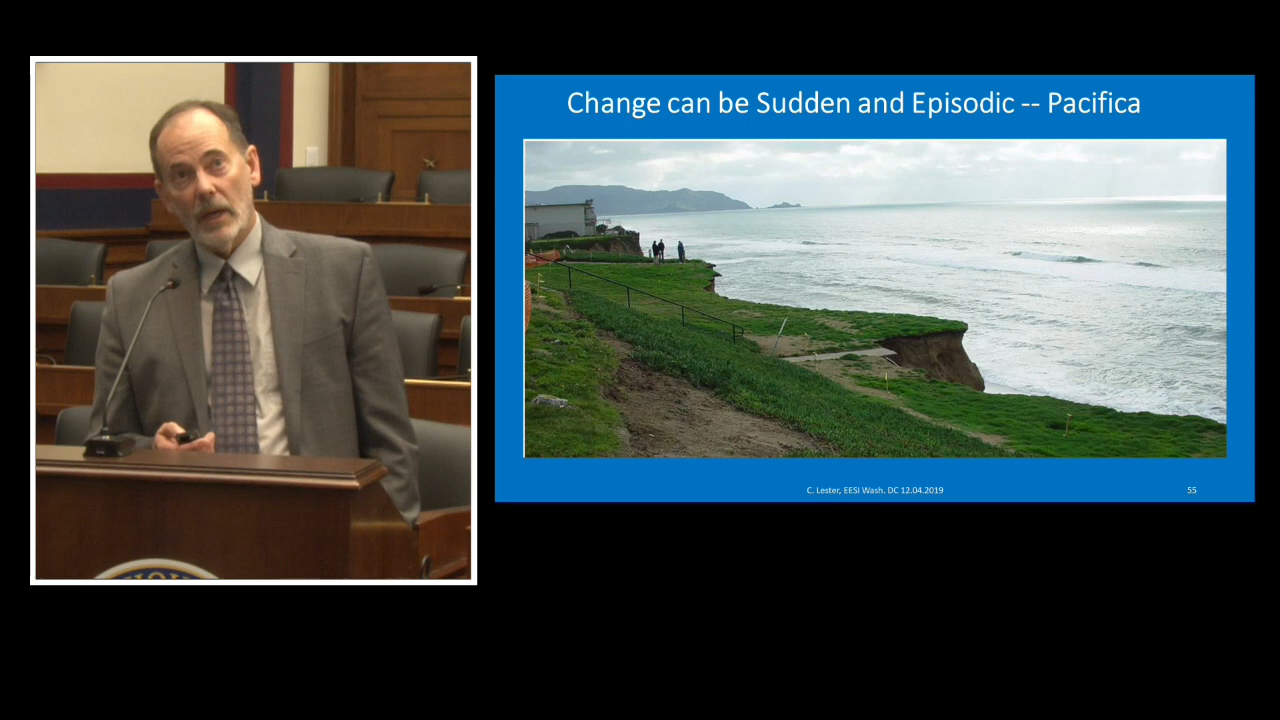 Change can be Sudden and Episodic -- Pacifica
C. Lester, EESI Wash. DC 12.04.2019
55